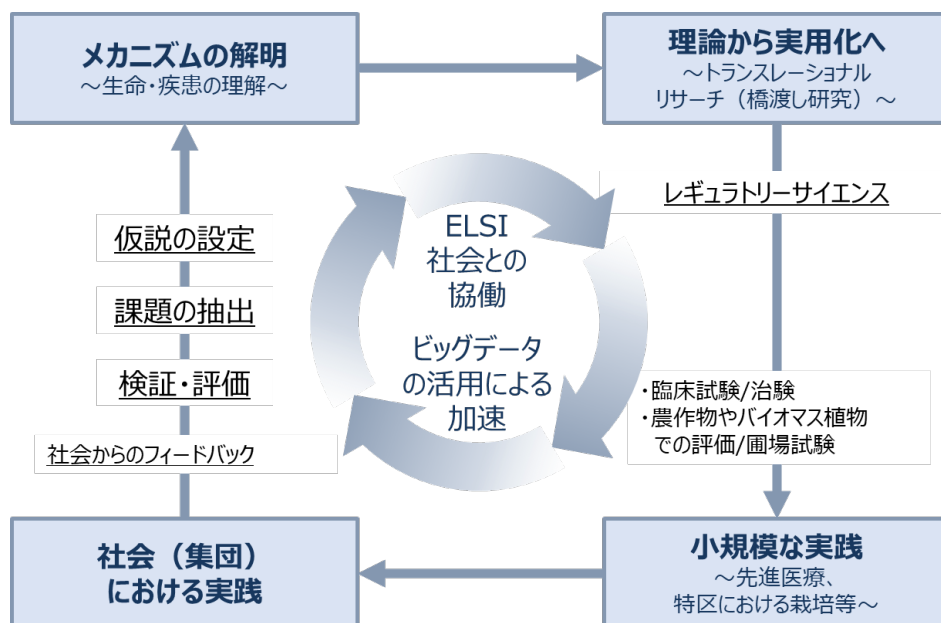 メカニズムの解明
～生命・疾患の理解～
理論から実用化へ
～トランスレーショナル
リサーチ（橋渡し研究）～
レギュラトリーサイエンス
仮説の設定
課題の抽出
検証・評価
社会からのフィードバック
ELSI
社会との
協働
ビッグデータ
の活用による
加速
・臨床試験/治験
・農作物やバイオマス植物
での評価/圃場試験
社会（集団）
における実践
小規模な実践
～先進医療、
特区における栽培等～